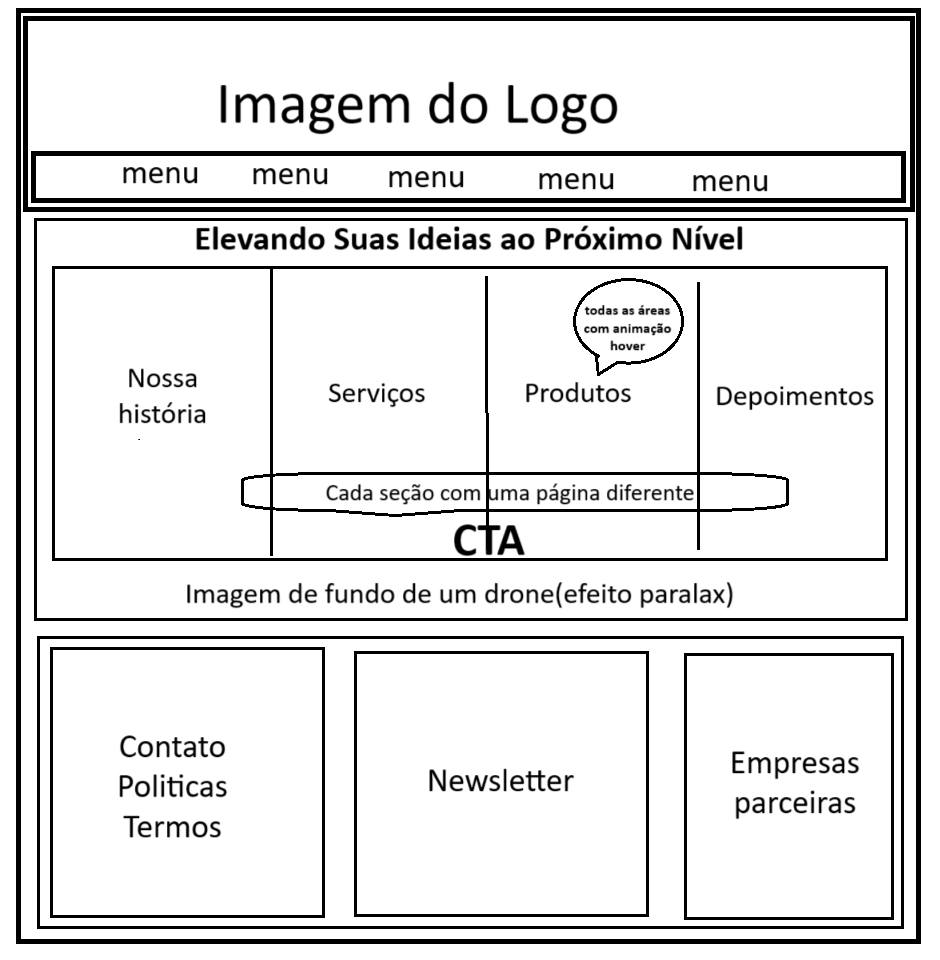 Imagem do Logo
menu menu menu menu menu
Elevando Suas Ideias ao Próximo Nível
todas as áreas
com animação
hover
Nossa
história
Serviços
Produtos
Depoimentos
Cada seção com uma página diferente
CTA
Imagem de fundo de um drone(efeito paralax)
Contato
Politicas
Termos
Newsletter
Empresas
parceiras